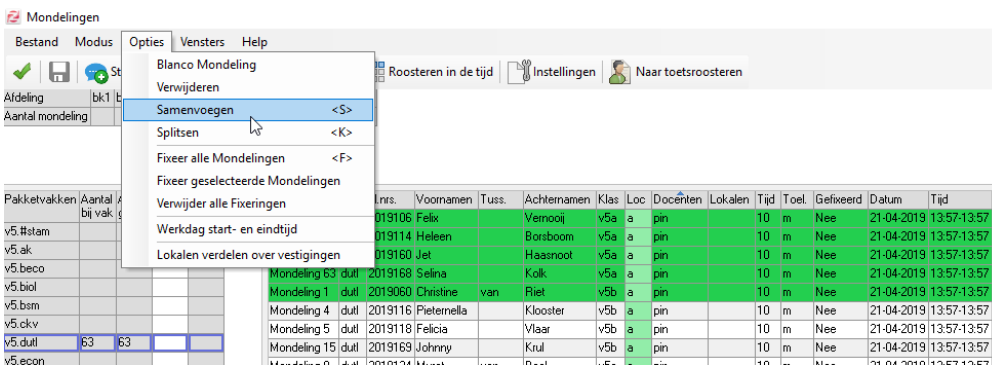 Mondelingen
Bestand Modus Opties Vensters Help
St Roosteren in de tijd Instellingen Naar toetsroosteren
Blanco Mondeling
Verwijderen
Samenvoegen <S>
Splitsen <K>
Fixeer alle Mondelingen <F>
Fixeer geselecteerde Mondelingen
Verwijder alle Fixeringen
Werkdag start- en eindtijd
Lokalen verdelen over vestigingen
Afdeling bk1
Aantal mondeling
Pakketvakken Aantal
bij vak
v5.#stam
v5.ak
v5.beco
v5.biol
v5.bsm
v5.ckv
v5.dutl 63 63
v5.econ
l.nrs. Voornamen Tuss. Achternamen Klas Loc Docenten Lokalen Tijd Toel. Gefixeerd Datum Tijd
019106 Felix Vernooij v5a a pin 10 m Nee 21-04-2019 13:57-13:57
019114 Heleen Borsboom v5a a pin 10 m Nee 21-04-2019 13:57-13:57
019160 Jet Haasnoot v5a a pin 10 m Nee 21-04-2019 13:57-13:57
Mondeling 63 dutl 2019168 Selina Kolk v5a a pin 10 m Nee 21-04-2019 13:57-13:57
Mondeling 1 dutl 2019060 Christine van Riet v5b a pin 10 m Nee 21-04-2019 13:57-13:57
Mondeling 4 dutl 2019116 Pieternella Klooster v5b a pin 10 m Nee 21-04-2019 13:57-13:57
Mondeling 5 dutl 2019118 Felicia Vlaar v5b a pin 10 m Nee 21-04-2019 13:57-13:57
Mondeling 15 dutl 2019169 Johnny Krul v5b a pin 10 m Nee 21-04-2019 13:57-13:57